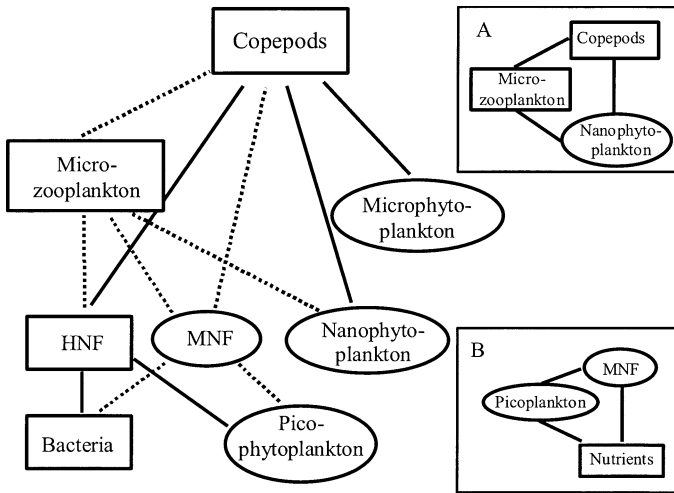 Copepods
Micro-
zooplankton
Microphyto-
plankton
HNF
MNF
Nanophyto-
plankton
Bacteria
Pico-
phytoplankton
A
Copepods
Micro-
zooplankton
Nanophyto-
plankton
B
MNF
Picoplankton
Nutrients